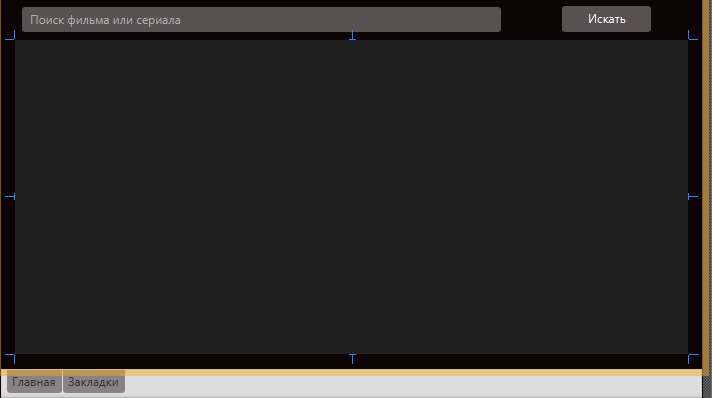 Поиск фильма или сериала
Искать
Главная
Закладки